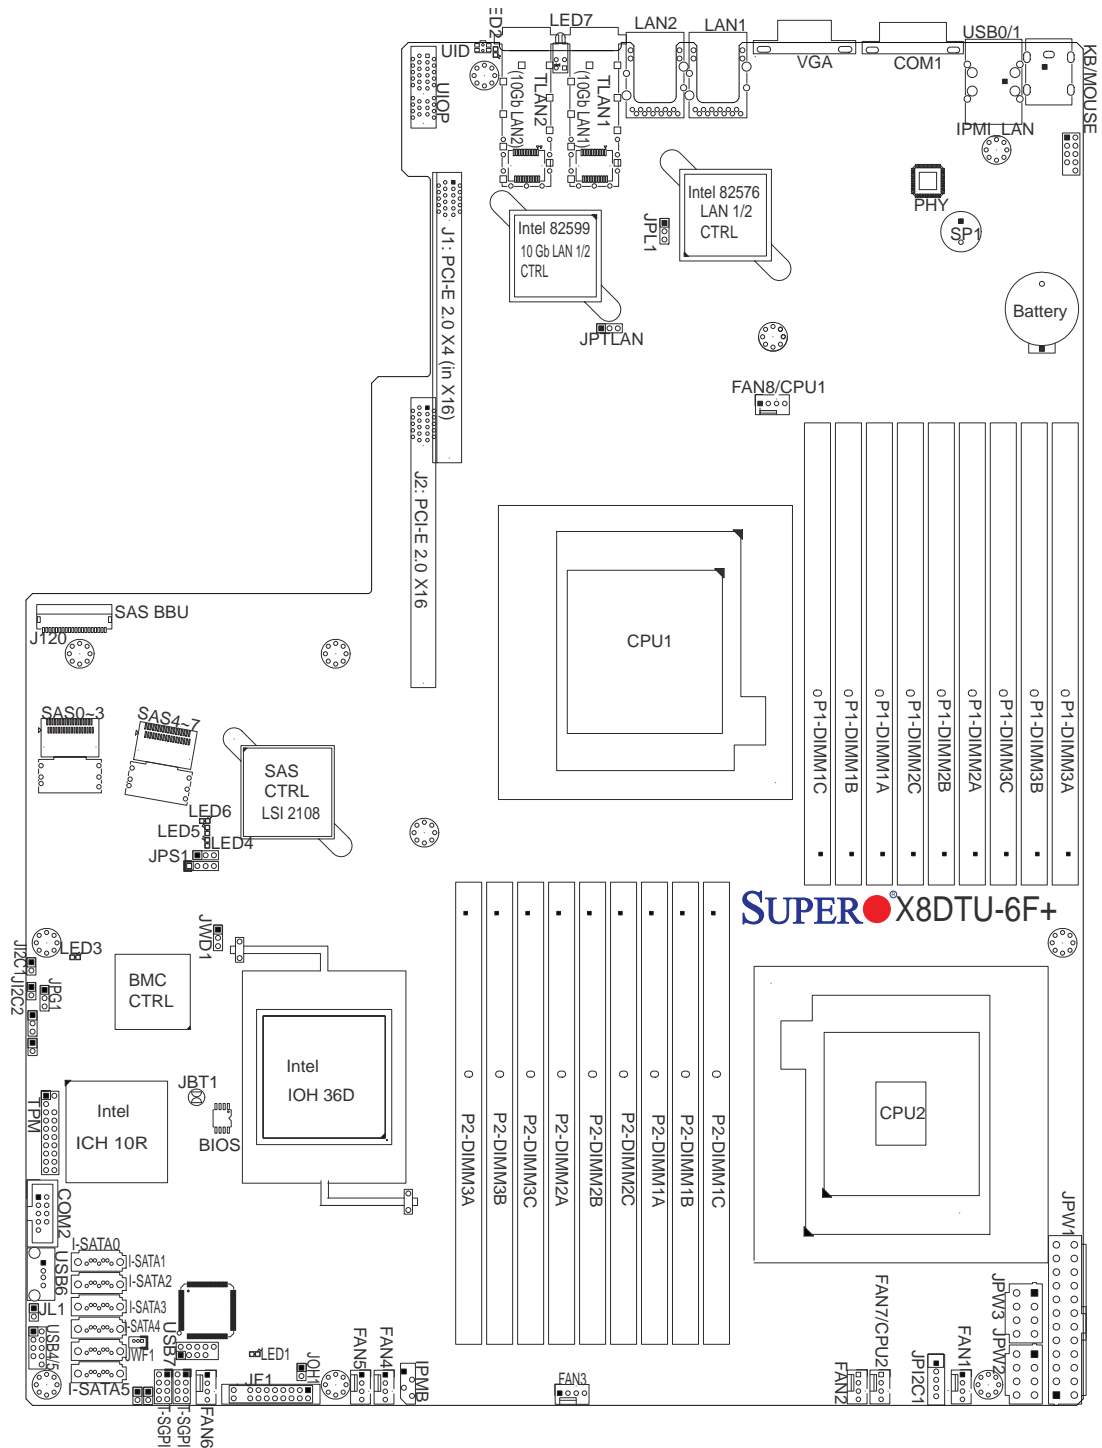 LED7
LAN2
LAN1
USB0/1
ED2
UID
VGA
COM1
KB/MOUSE
UIOP
TLAN2
(10Gb LAN2)
TLAN1
(10Gb LAN1)
IPMI_LAN
PHY
SP1
Intel 82576
LAN 1/2
CTRL
JPL1
Intel 82599
10 Gb LAN 1/2
CTRL
JPTLAN
Battery
J1: PCI-E 2.0 X4 (in X16)
FAN8/CPU1
J2: PCI-E 2.0 X16
SAS BBU
J120
CPU1
P1-DIMM1C
P1-DIMM1B
P1-DIMM1A
P1-DIMM2C
P1-DIMM2B
P1-DIMM2A
P1-DIMM3C
P1-DIMM3B
P1-DIMM3A
SAS0~3
SAS4~7
SAS
CTRL
LSI 2108
LED6
LED5
LED4
JPS1
SUPER® X8DTU-6F+
JWD1
LED3
JI2C1
JI2C2
JPG1
BMC
CTRL
Intel
IOH 36D
JBT1
BIOS
TPM
Intel
ICH 10R
CPU2
P2-DIMM3A
P2-DIMM3B
P2-DIMM3C
P2-DIMM2A
P2-DIMM2B
P2-DIMM2C
P2-DIMM1A
P2-DIMM1B
P2-DIMM1C
COM2
USB6
I-SATA0
I-SATA1
I-SATA2
I-SATA3
I-SATA4
I-SATA5
JL1
USB4/5
JWF1
USB7
LED1
JOH1
JF1
T-SGPI
T-SGPI
FAN6
FAN5
FAN4
IPMB
FAN3
FAN2
FAN7/CPU2
JPI2C1
FAN1
JPW3
JPW2
JPW1